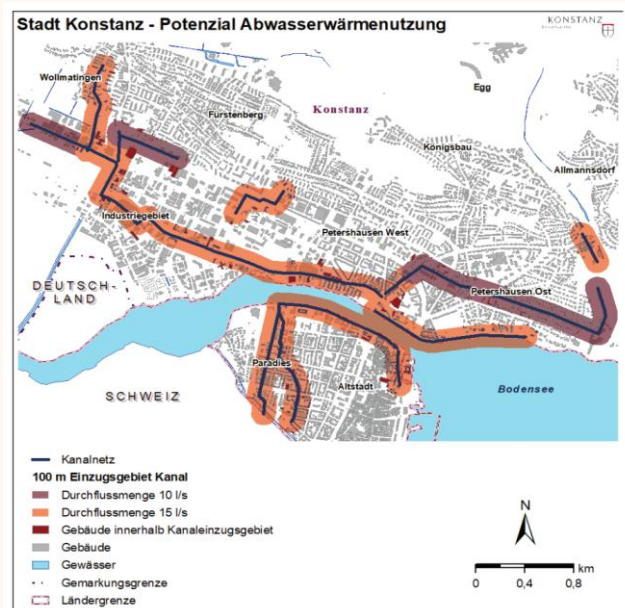 Stadt Konstanz - Potenzial Abwasserwärmenutzung
KONSTANZ
Wollmatingen
Egg
Fürstenberg
Konstanz
Königsbau
Allmannsdorf
Industriegebiet
Petershausen West
DEUTSCH-
LAND
Petershausen Ost
Paradies
Altstadt
SCHWEIZ
Bodensee
Kanalnetz
100 m Einzugsgebiet Kanal
Durchflussmenge 10 l/s
Durchflussmenge 15 l/s
Gebäude innerhalb Kanaleinzugsgebiet
Gebäude
Gewässer
Gemarkungsgrenze
Ländergrenze
N
km
0 0,4 0,8